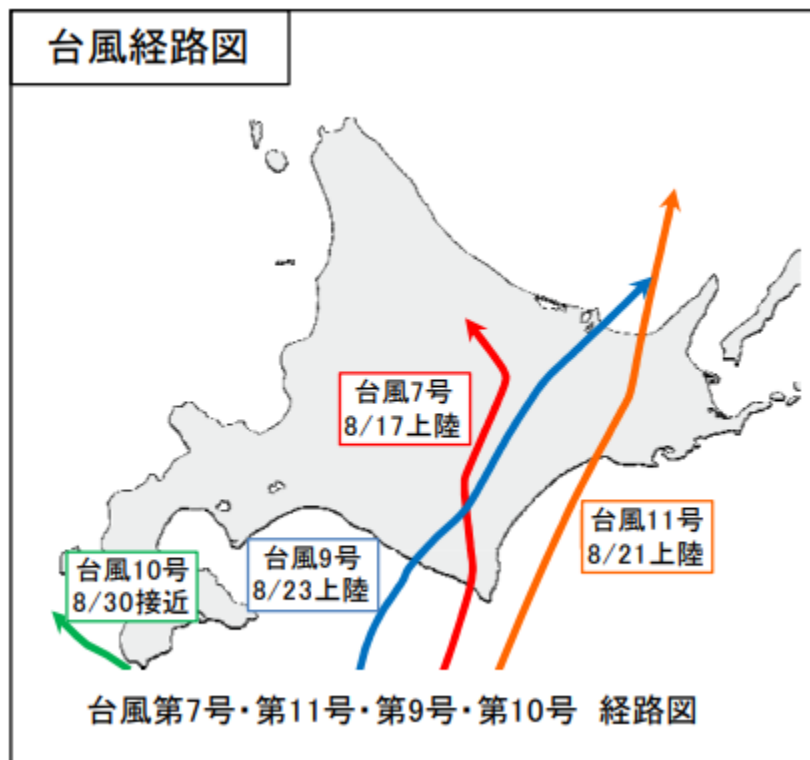 台風経路図
台風7号
8/17上陸
台風11号
8/21上陸
台風9号
8/23上陸
台風10号
8/30接近
台風第7号・第11号・第9号・第10号 経路図